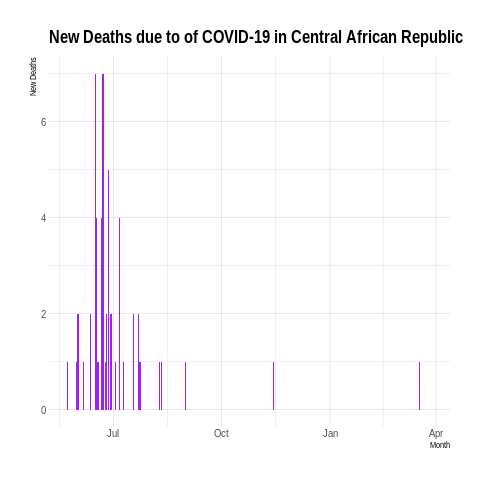 New Deaths due to of COVID-19 in Central African Republic
New Deaths
6
4
2
0
Jul Oct Jan Apr
Month